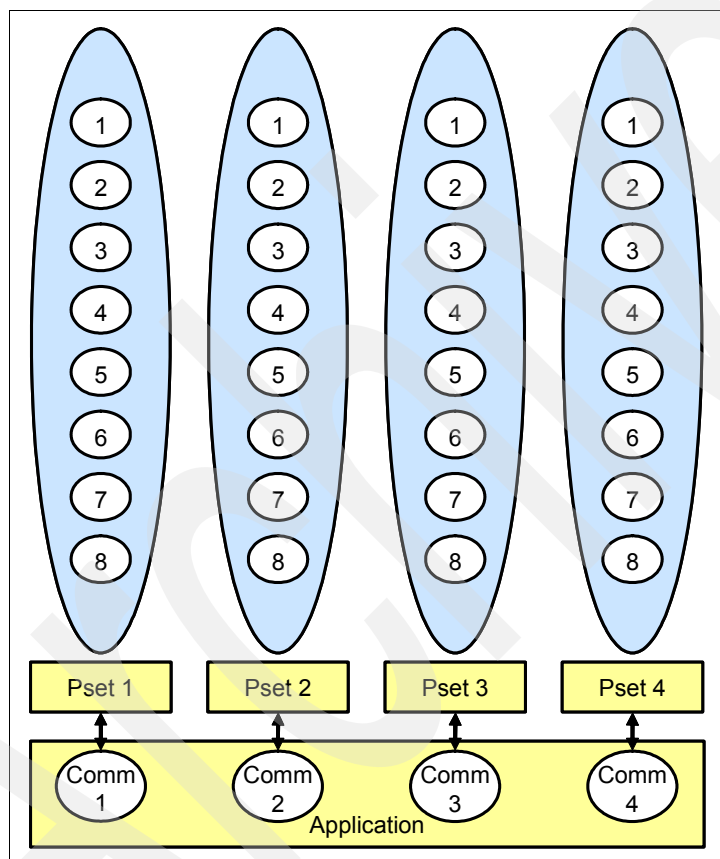 1 1 1 1
2 2 2 2
3 3 3 3
4 4 4 4
5 5 5 5
6 6 6 6
7 7 7 7
8 8 8 8
Pset 1 Pset 2 Pset 3 Pset 4
Comm Comm Comm Comm
1 2 3 4
Application